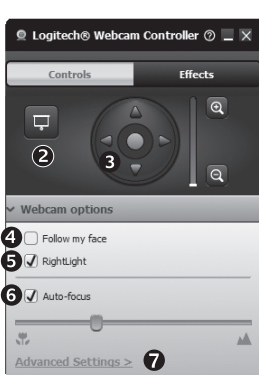 Logitech® Webcam Controller
Controls Effects
2
3
Webcam options
4 Follow my face
5 RightLight
6 Auto-focus
Advanced Settings > 7